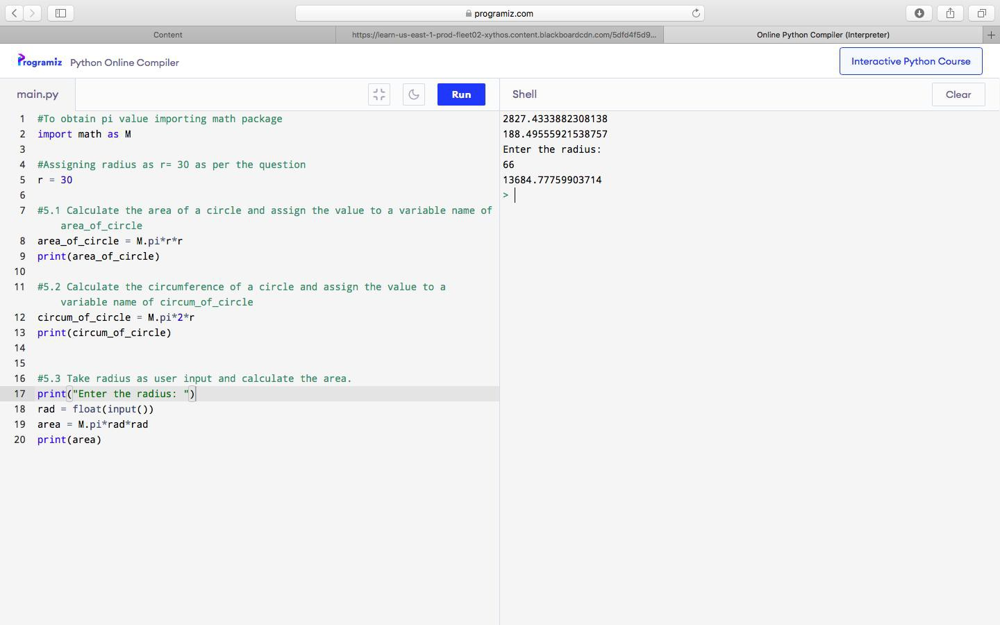 programiz.com
Content
https://learn-us-east-1-prod-fleet02-xythos.content.blackboardcdn.com/5dfd4f5d9...
Online Python Compiler (Interpreter)
Programiz Python Online Compiler
Interactive Python Course
main.py
Run
1 #To obtain pi value importing math package
2 import math as M
3
4 #Assigning radius as r= 30 as per the question
5 r = 30
6
7 #5.1 Calculate the area of a circle and assign the value to a variable name of
area_of_circle
8 area_of_circle = M.pi*r*r
9 print(area_of_circle)
10
11 #5.2 Calculate the circumference of a circle and assign the value to a
variable name of circum_of_circle
12 circum_of_circle = M.pi*2*r
13 print(circum_of_circle)
14
15
16 #5.3 Take radius as user input and calculate the area.
17 print("Enter the radius: ")
18 rad = float(input())
19 area = M.pi*rad*rad
20 print(area)
Shell
Clear
2827.4333882308138
188.49555921538757
Enter the radius:
66
13684.77759903714
>